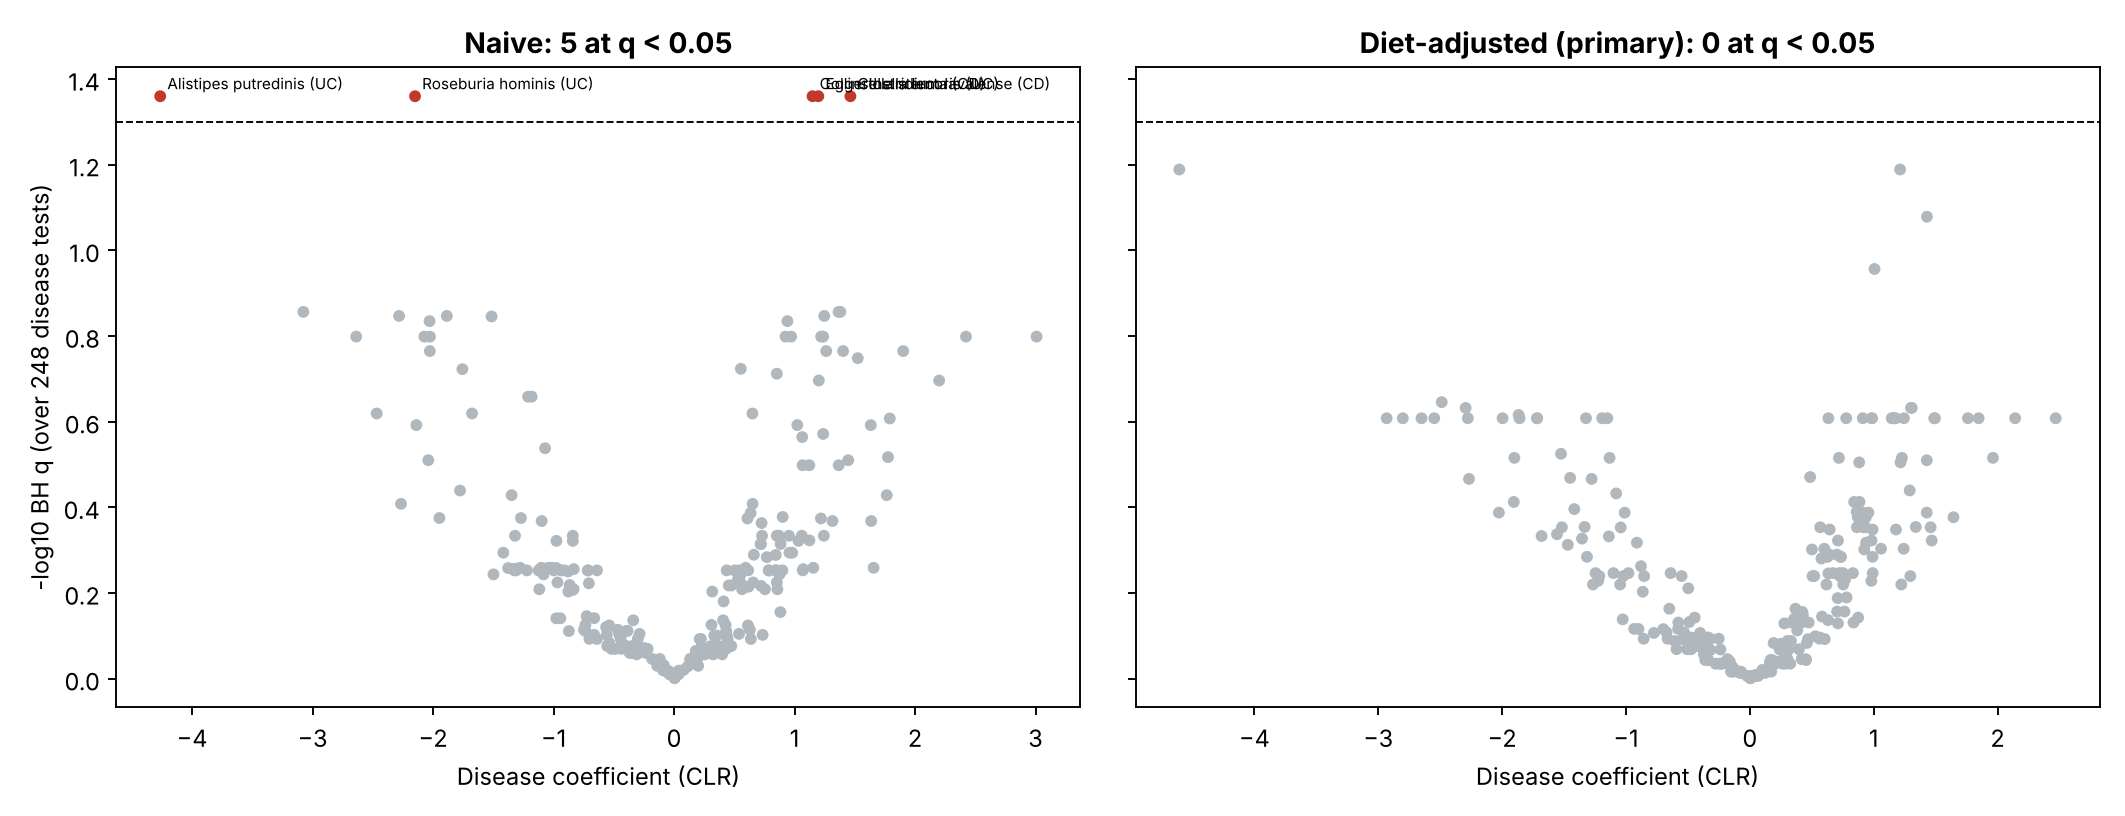 Naive: 5 at q < 0.05
Diet-adjusted (primary): 0 at q < 0.05
-log10 BH q (over 248 disease tests)
1.4
1.2
1.0
0.8
0.6
0.4
0.2
0.0
Alistipes putredinis (UC)
Roseburia hominis (UC)
(CD)
−4
−3
−2
−1
0
1
2
3
−4
−3
−2
−1
0
1
2
Disease coefficient (CLR)
Disease coefficient (CLR)